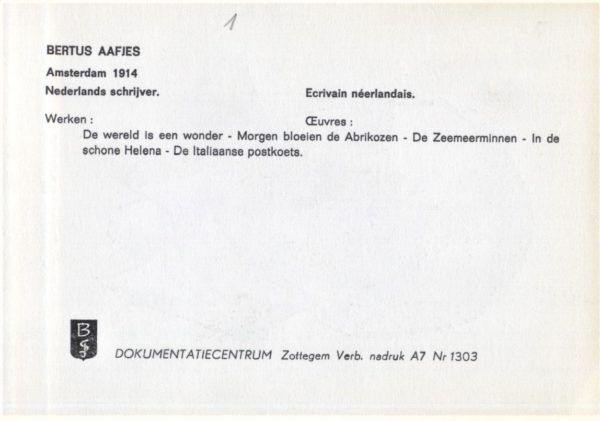 1
BERTUS AAFJES
Amsterdam 1914
Nederlands schrijver. Ecrivain néerlandais.
Werken : Œuvres :
De wereld is een wonder - Morgen bloeien de Abrikozen - De Zeemeerminnen - In de
schone Helena - De Italiaanse postkoets.
B
DOKUMENTATIECENTRUM Zottegem Verb. nadruk A7 Nr 1303